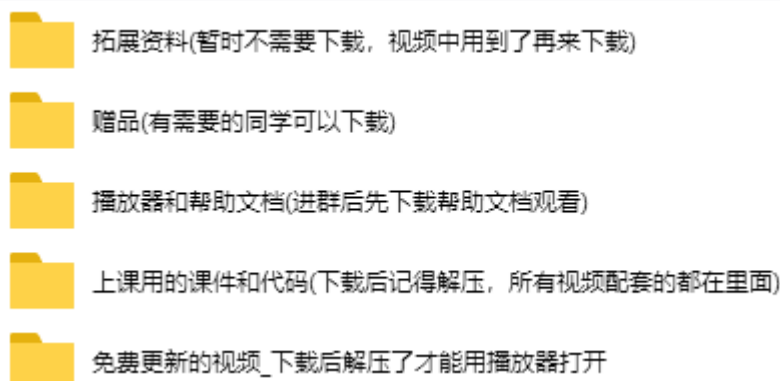 拓展资料(暂时不需要下载，视频中用到了再来下载)
赠品(有需要的同学可以下载)
播放器和帮助文档(进群后先下载帮助文档观看)
上课用的课件和代码(下载后记得解压，所有视频配套的都在里面)
免费更新的视频_下载后解压了才能用播放器打开